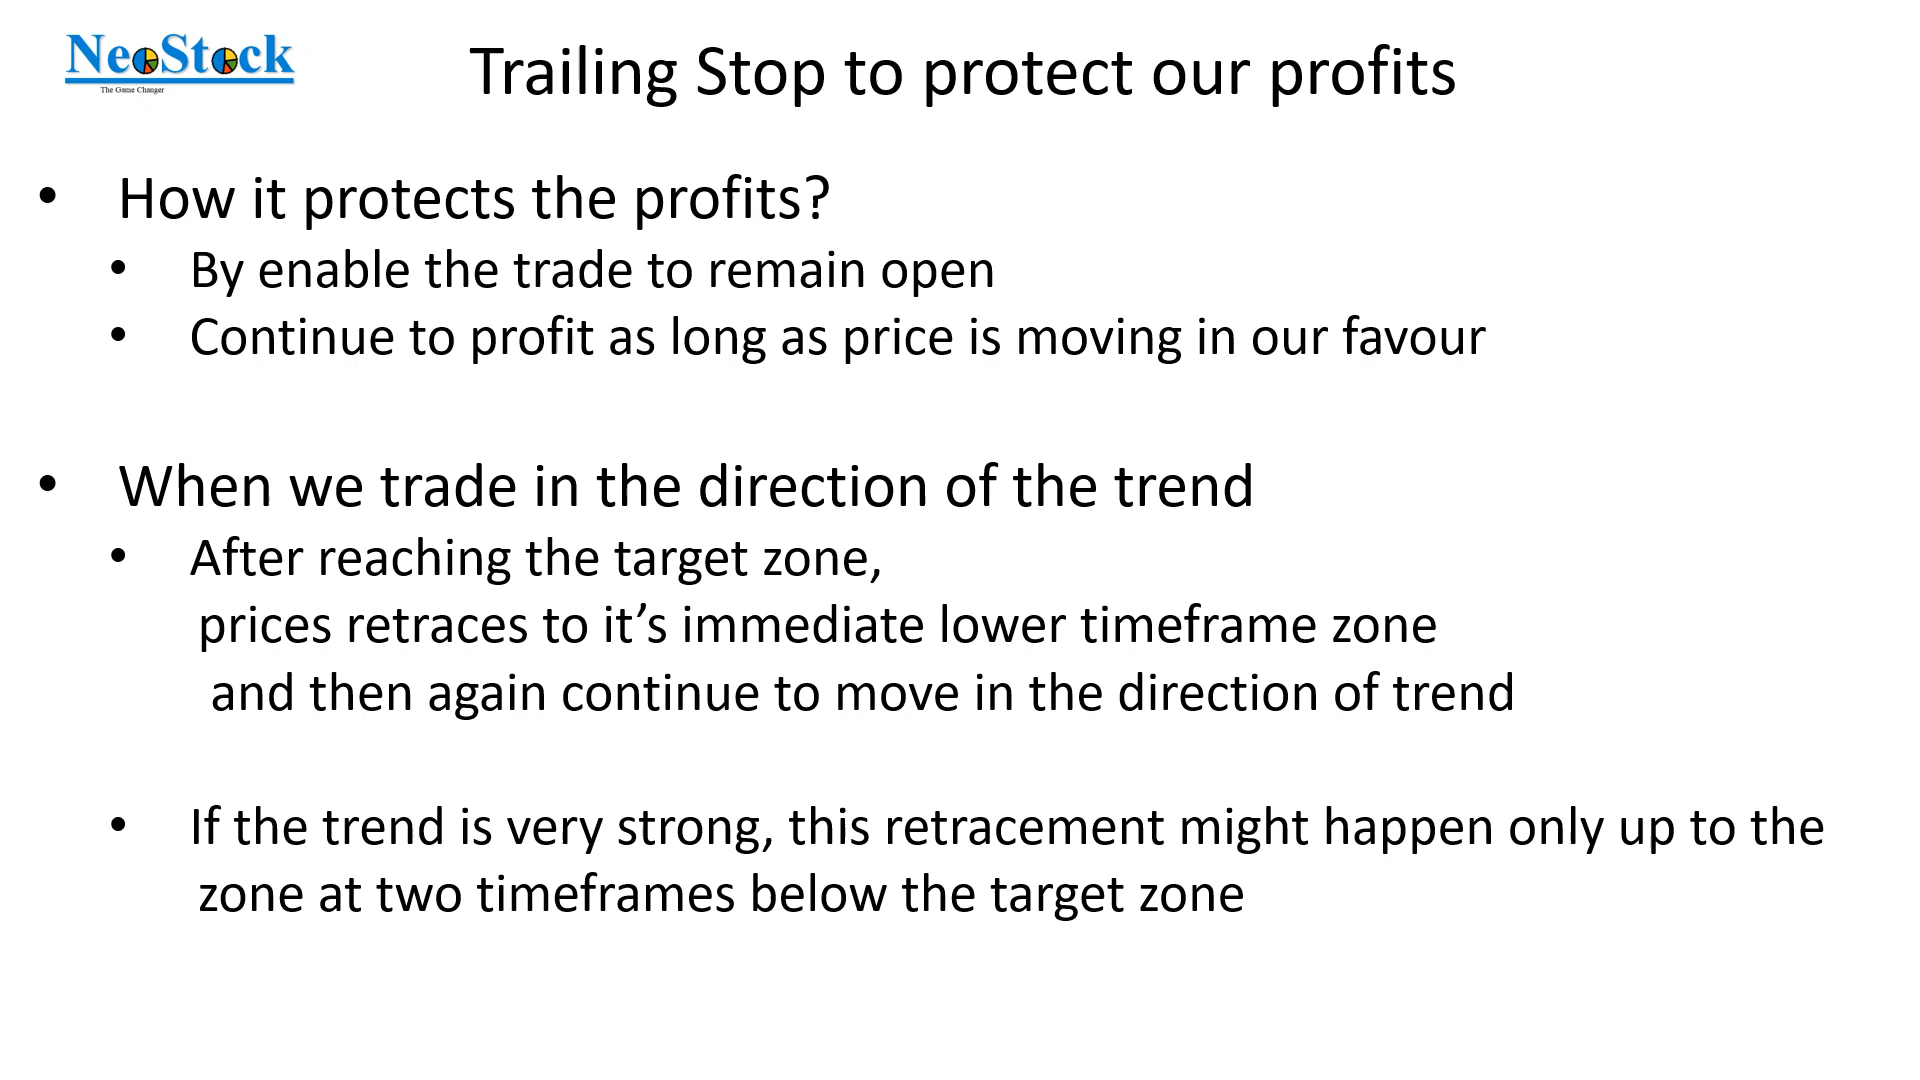 NeoStock
The Game Changer
Trailing Stop to protect our profits
• How it protects the profits?
• By enable the trade to remain open
• Continue to profit as long as price is moving in our favour
• When we trade in the direction of the trend
• After reaching the target zone,
prices retraces to it’s immediate lower timeframe zone
and then again continue to move in the direction of trend
• If the trend is very strong, this retracement might happen only up to the
zone at two timeframes below the target zone